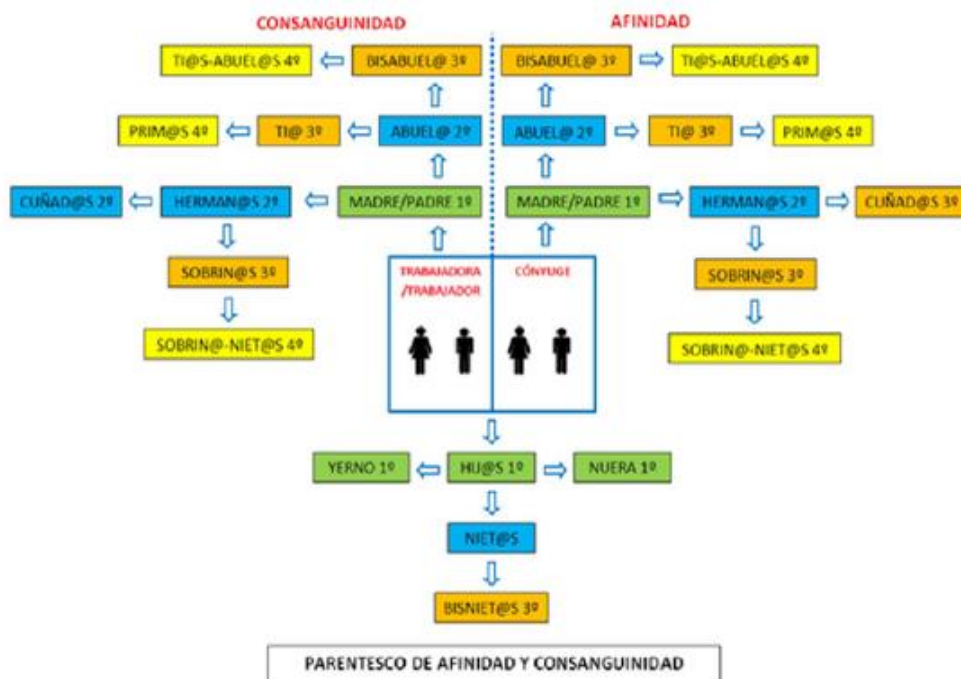 CONSANGUINIDAD
AFINIDAD
TI@S-ABUEL@S 4º
BISABUEL@ 3º
BISABUEL@ 3º
TI@S-ABUEL@S 4º
PRIM@S 4º
TI@ 3º
ABUEL@ 2º
ABUEL@ 2º
TI@ 3º
PRIM@S 4º
CUÑAD@S 2º
HERMAN@S 2º
MADRE/PADRE 1º
MADRE/PADRE 1º
HERMAN@S 2º
CUÑAD@S 3º
SOBRIN@S 3º
TRABAJADORA
/TRABAJADOR
CÓNYUGE
SOBRIN@S 3º
SOBRIN@-NIET@S 4º
SOBRIN@-NIET@S 4º
YERNO 1º
HIJ@S 1º
NUERA 1º
NIET@S
BISNIET@S 3º
PARENTESCO DE AFINIDAD Y CONSANGUINIDAD